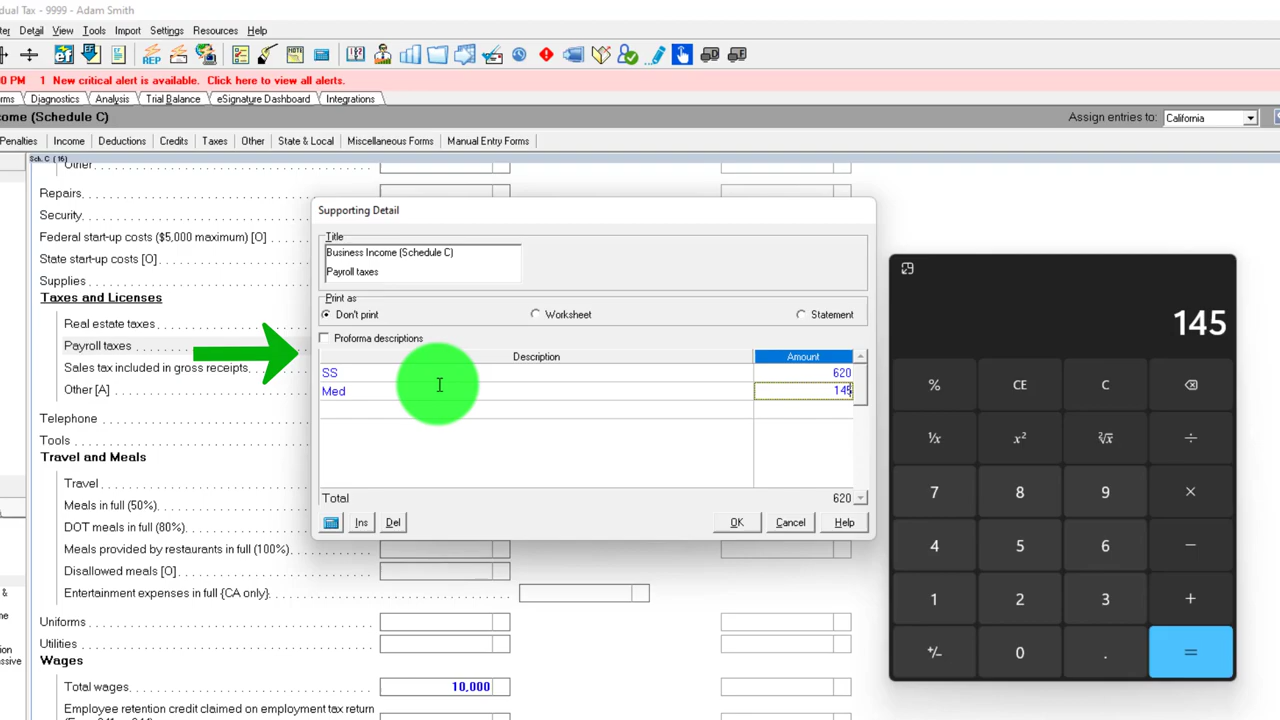 dual Tax - 9999 - Adam Smith
Detail View Tools Import Settings Resources Help
REP
0 PM 1 New critical alert is available. Click here to view all alerts.
rms Diagnostics Analysis Trial Balance eSignature Dashboard Integrations
ome (Schedule C) Assign entries to: California
Penalties Income Deductions Credits Taxes Other State & Local Miscellaneous Forms Manual Entry Forms
Sch. C (16)
Other
Repairs
Security
Federal start-up costs ($5,000 maximum) [O]
State start-up costs [O]
Supplies
Taxes and Licenses
Real estate taxes
Payroll taxes
Sales tax included in gross receipts
Other [A]
Telephone
Tools
Travel and Meals
Travel
Meals in full (50%)
DOT meals in full (80%)
Meals provided by restaurants in full (100%)
Disallowed meals [O]
Entertainment expenses in full {CA only}
Uniforms
Utilities
Wages
Total wages 10,000
Employee retention credit claimed on employment tax return
Supporting Detail
Title
Business Income (Schedule C)
Payroll taxes
Print as
Don't print Worksheet Statement
Proforma descriptions
Description Amount
SS 620
Med 145
Total 620
Ins Del OK Cancel Help
145
% CE C
¹/x x² ²√x ÷
7 8 9 ×
4 5 6 −
1 2 3 +
+/− 0 . =